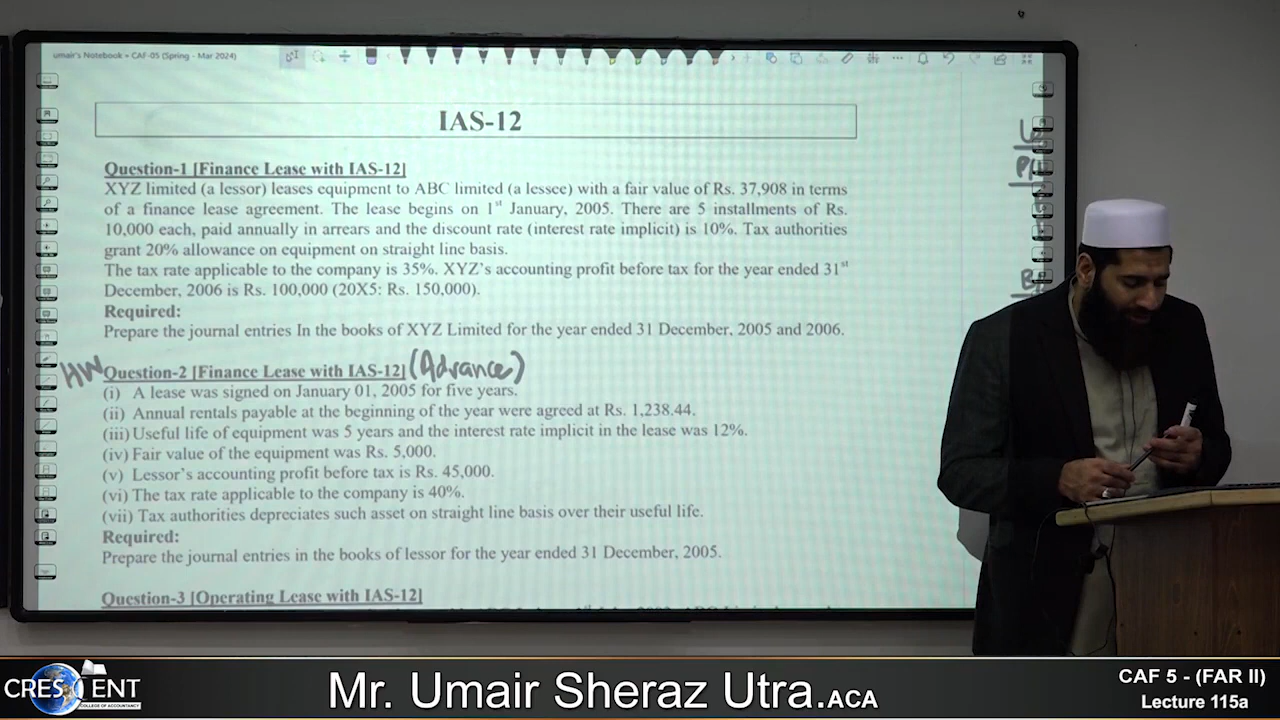 umair's Notebook » CAF-05 (Spring - Mar 2024)
IAS-12
Question-1 [Finance Lease with IAS-12]
XYZ limited (a lessor) leases equipment to ABC limited (a lessee) with a fair value of Rs. 37,908 in terms
of a finance lease agreement. The lease begins on 1st January, 2005. There are 5 installments of Rs.
10,000 each, paid annually in arrears and the discount rate (interest rate implicit) is 10%. Tax authorities
grant 20% allowance on equipment on straight line basis.
The tax rate applicable to the company is 35%. XYZ's accounting profit before tax for the year ended 31st
December, 2006 is Rs. 100,000 (20X5: Rs. 150,000).
Required:
Prepare the journal entries In the books of XYZ Limited for the year ended 31 December, 2005 and 2006.
HW Question-2 [Finance Lease with IAS-12] (Advance)
(i) A lease was signed on January 01, 2005 for five years.
(ii) Annual rentals payable at the beginning of the year were agreed at Rs. 1,238.44.
(iii) Useful life of equipment was 5 years and the interest rate implicit in the lease was 12%.
(iv) Fair value of the equipment was Rs. 5,000.
(v) Lessor's accounting profit before tax is Rs. 45,000.
(vi) The tax rate applicable to the company is 40%.
(vii) Tax authorities depreciates such asset on straight line basis over their useful life.
Required:
Prepare the journal entries in the books of lessor for the year ended 31 December, 2005.
Question-3 [Operating Lease with IAS-12]
CRESCENT
COLLEGE OF ACCOUNTANCY
Mr. Umair Sheraz Utra.ACA
CAF 5 - (FAR II)
Lecture 115a